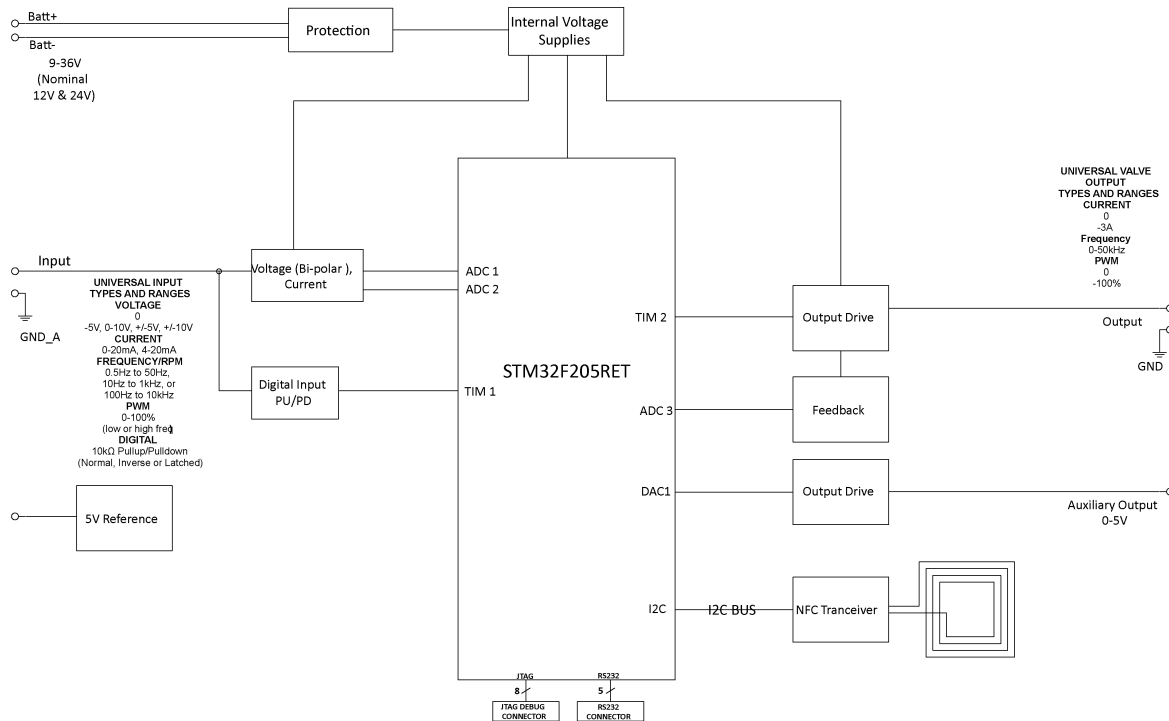 Batt+
Batt-
9-36V
(Nominal
12V & 24V)
Protection
Internal Voltage
Supplies
Input
GND_A
UNIVERSAL INPUT
TYPES AND RANGES
VOLTAGE
0
-5V, 0-10V, +/-5V, +/-10V
CURRENT
0-20mA, 4-20mA
FREQUENCY/RPM
0.5Hz to 50Hz,
10Hz to 1kHz, or
100Hz to 10kHz
PWM
0-100%
(low or high freq)
DIGITAL
10kΩ Pullup/Pulldown
(Normal, Inverse or Latched)
5V Reference
Voltage (Bi-polar ),
Current
Digital Input
PU/PD
ADC 1
ADC 2
TIM 1
STM32F205RET
TIM 2
ADC 3
DAC1
I2C
I2C BUS
JTAG
8
JTAG DEBUG
CONNECTOR
RS232
5
RS232
CONNECTOR
Output Drive
Feedback
Output Drive
NFC Tranceiver
UNIVERSAL VALVE
OUTPUT
TYPES AND RANGES
CURRENT
0
-3A
Frequency
0-50kHz
PWM
0
-100%
Output
GND
Auxiliary Output
0-5V